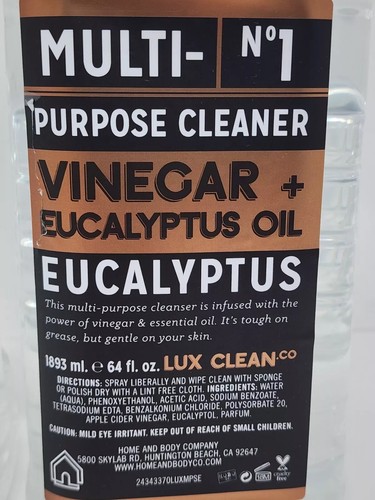 MULTI- Nº1
PURPOSE CLEANER
VINEGAR +
EUCALYPTUS OIL
EUCALYPTUS
This multi-purpose cleanser is infused with the
power of vinegar & essential oil. It's tough on
grease, but gentle on your skin.
1893 ml. ℮ 64 fl. oz. LUX CLEAN.CO
DIRECTIONS: SPRAY LIBERALLY AND WIPE CLEAN WITH SPONGE
OR POLISH DRY WITH A LINT FREE CLOTH. INGREDIENTS: WATER
(AQUA), PHENOXYETHANOL, ACETIC ACID, SODIUM BENZOATE,
TETRASODIUM EDTA, BENZALKONIUM CHLORIDE, POLYSORBATE 20,
APPLE CIDER VINEGAR, EUCALYPTUS, PARFUM.
CAUTION: MILD EYE IRRITANT. KEEP OUT OF REACH OF SMALL CHILDREN.
HOME AND BODY COMPANY
5800 SKYLAB RD, HUNTINGTON BEACH, CA 92647
WWW.HOMEANDBODYCO.COM
cruelty
free
24343370LUXMPSE